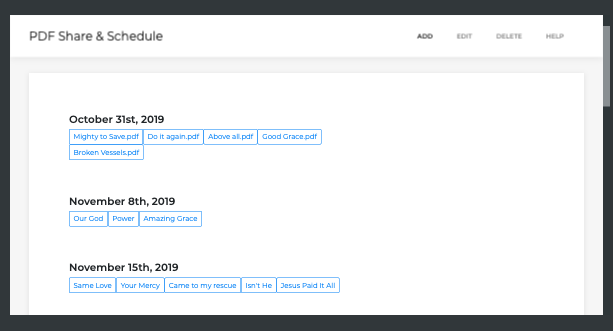 PDF Share & Schedule ADD EDIT DELETE HELP
October 31st, 2019
Mighty to Save.pdf Do it again.pdf Above all.pdf Good Grace.pdf
Broken Vessels.pdf
November 8th, 2019
Our God Power Amazing Grace
November 15th, 2019
Same Love Your Mercy Came to my rescue Isn't He Jesus Paid It All